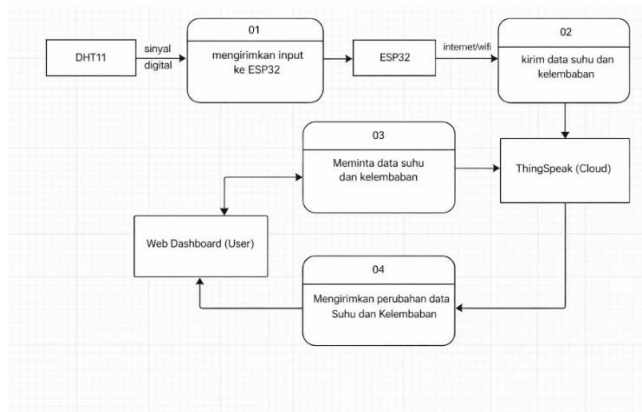 01
DHT11
sinyal
digital
mengirimkan input
ke ESP32
ESP32
internet/wifi
02
kirim data suhu dan
kelembaban
03
Meminta data suhu
dan kelembaban
ThingSpeak (Cloud)
Web Dashboard (User)
04
Mengirimkan perubahan data
Suhu dan Kelembaban